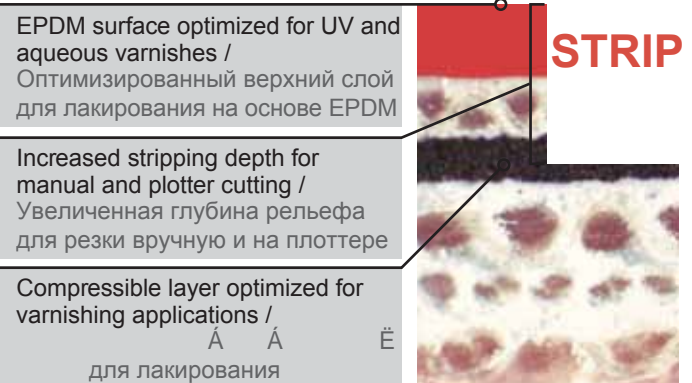 EPDM surface optimized for UV and
aqueous varnishes /
Оптимизированный верхний слой
для лакирования на основе EPDM
STRIP
Increased stripping depth for
manual and plotter cutting /
Увеличенная глубина рельефа
для резки вручную и на плоттере
Compressible layer optimized for
varnishing applications /
Á Á Ë
для лакирования